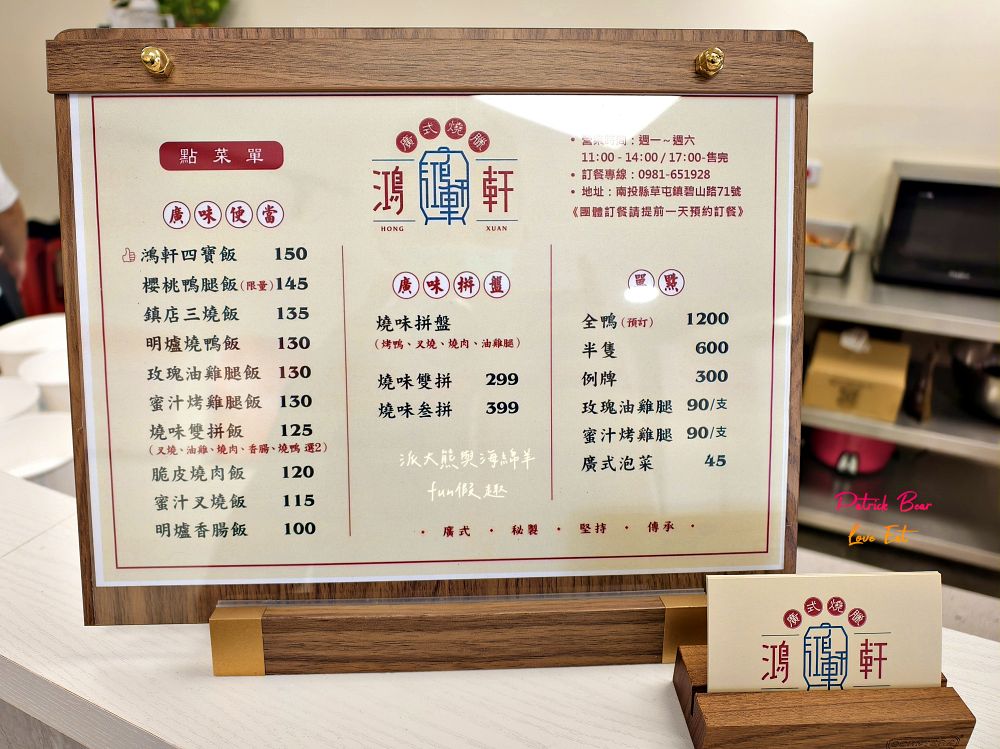 點菜單
廣味便當
鴻軒四寶飯 150
櫻桃鴨腿飯(限量) 145
鎮店三燒飯 135
明爐燒鴨飯 130
玫瑰油雞腿飯 130
蜜汁烤雞腿飯 130
燒味雙拼飯 125
(叉燒、油雞、燒肉、香腸、燒鴨 選2)
脆皮燒肉飯 120
蜜汁叉燒飯 115
明爐香腸飯 100
廣式燒臘
鴻 鴻軒 軒
HONG XUAN
廣味拼盤
燒味拼盤
(烤鴨、叉燒、燒肉、油雞腿)
燒味雙拼 299
燒味叁拼 399
派大熊與海綿羊
fun假趣
• 營業時間：週一~週六
11:00 - 14:00 / 17:00-售完
• 訂餐專線：0981-651928
• 地址：南投縣草屯鎮碧山路71號
《團體訂餐請提前一天預約訂餐》
單點
全鴨(預訂) 1200
半隻 600
例牌 300
玫瑰油雞腿 90/支
蜜汁烤雞腿 90/支
廣式泡菜 45
• 廣式 • 秘製 • 堅持 • 傳承 •
Patrick Bear
Love Eat
廣式燒臘
鴻 鴻軒 軒